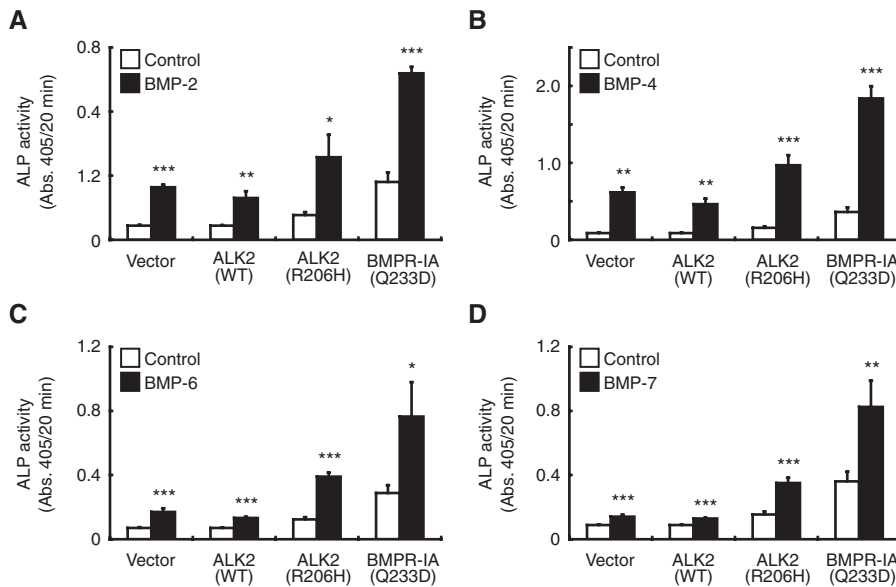 A
ALP activity
(Abs. 405/20 min)
0.8
0.4
1.2
0
Control
BMP-2
***
**
*
***
Vector
ALK2
(WT)
ALK2
(R206H)
BMPR-IA
(Q233D)
B
ALP activity
(Abs. 405/20 min)
2.0
1.0
0
Control
BMP-4
**
**
***
***
Vector
ALK2
(WT)
ALK2
(R206H)
BMPR-IA
(Q233D)
C
ALP activity
(Abs. 405/20 min)
1.2
0.8
0.4
0
Control
BMP-6
***
***
***
*
Vector
ALK2
(WT)
ALK2
(R206H)
BMPR-IA
(Q233D)
D
ALP activity
(Abs. 405/20 min)
1.2
0.8
0.4
0
Control
BMP-7
***
***
***
**
Vector
ALK2
(WT)
ALK2
(R206H)
BMPR-IA
(Q233D)